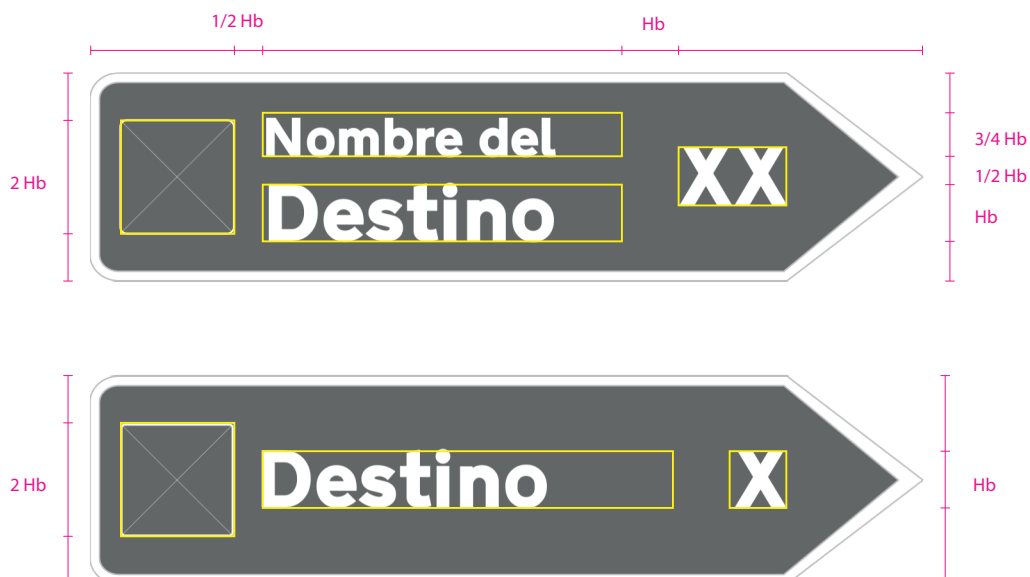 1/2 Hb
Hb
2 Hb
Nombre del
Destino
XX
3/4 Hb
1/2 Hb
Hb
2 Hb
Destino
X
Hb